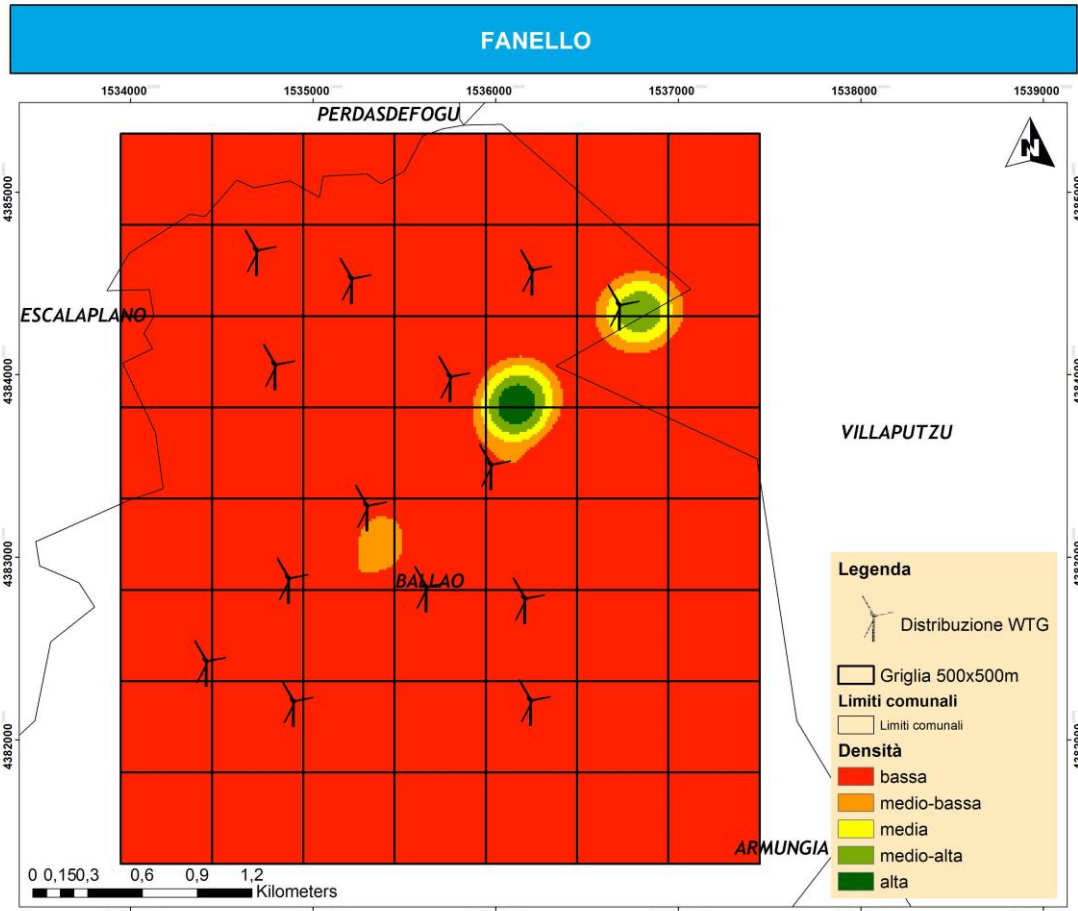 FANELLO
1534000 1535000 1536000 1537000 1538000 1539000
PERDASDEFOGU
N
4385000 4385000
ESCALAPLANO
4384000 4384000
VILLAPUTZU
4383000 4383000
BALLAO
Legenda
Distribuzione WTG
Griglia 500x500m
Limiti comunali
Limiti comunali
Densità
bassa
medio-bassa
media
medio-alta
alta
4382000 4382000
ARMUNGIA
0 0,15 0,3 0,6 0,9 1,2
Kilometers